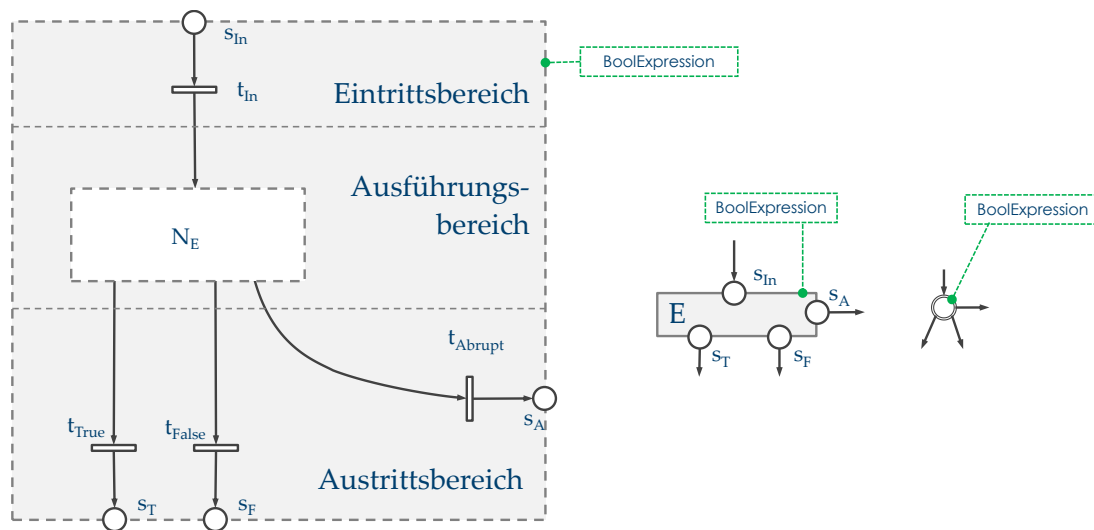 s_In
BoolExpression
t_In
Eintrittsbereich
Ausführungs-
bereich
N_E
BoolExpression
BoolExpression
s_In
E
s_A
s_T
s_F
t_Abrupt
s_A
t_True
t_False
Austrittsbereich
s_T
s_F